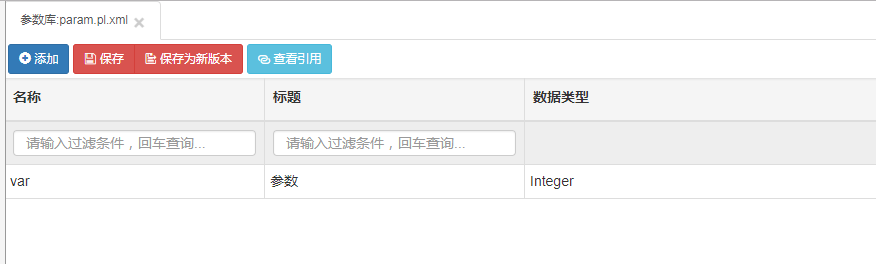 参数库:param.pl.xml
添加 保存 保存为新版本 查看引用
名称 标题 数据类型
请输入过滤条件，回车查询... 请输入过滤条件，回车查询...
var 参数 Integer